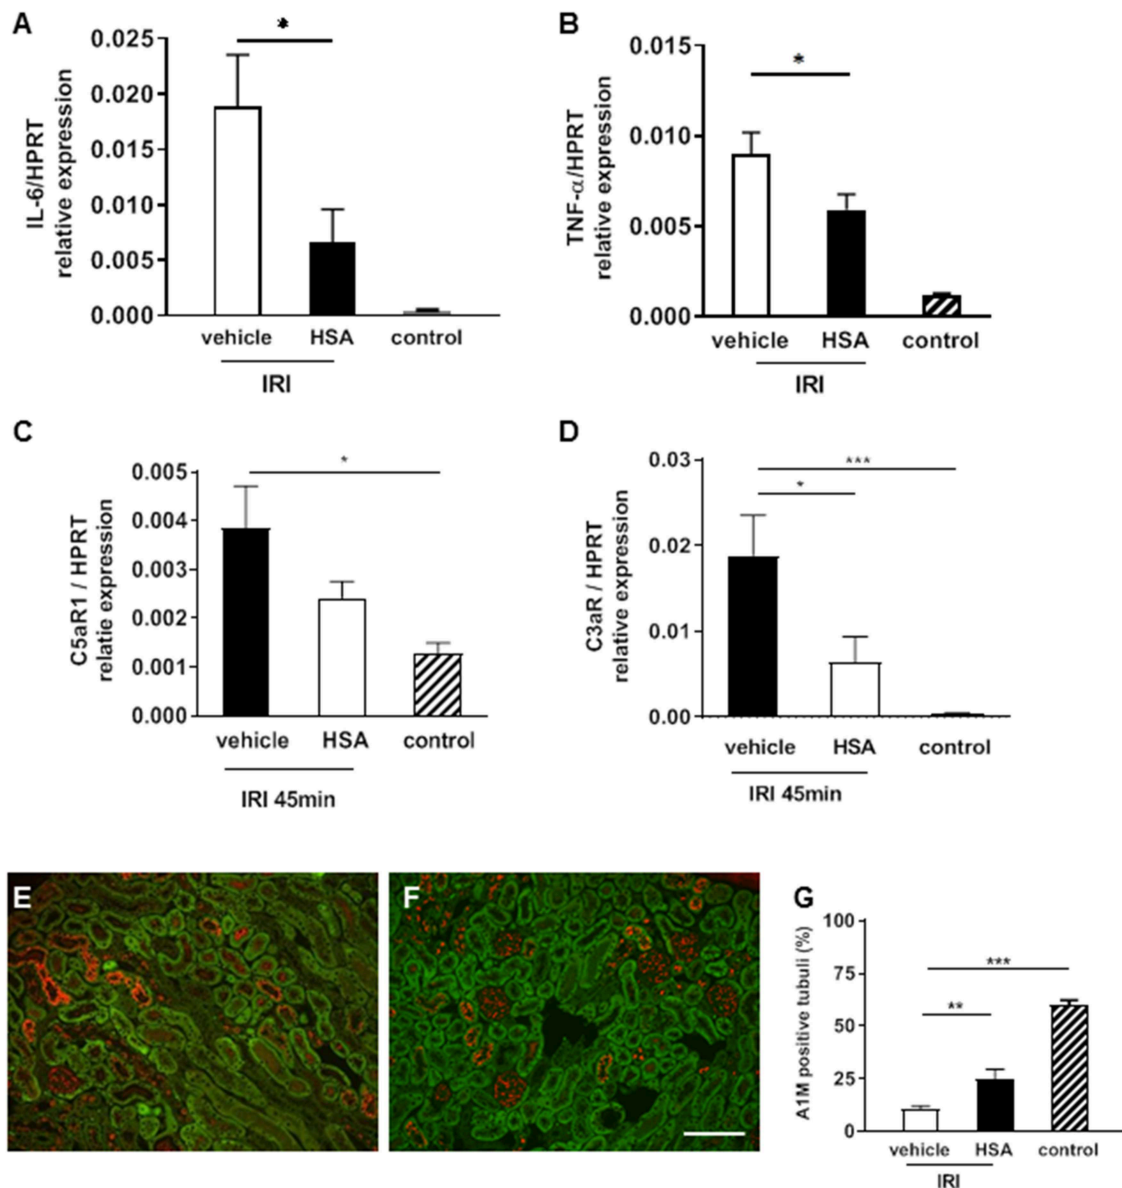 A
IL-6/HPRT
relative expression
0.025
0.020
0.015
0.010
0.005
0.000
*
vehicle HSA control
IRI
B
TNF-α/HPRT
relative expression
0.015
0.010
0.005
0.000
*
vehicle HSA control
IRI
C
C5aR1 / HPRT
relatie expression
0.005
0.004
0.003
0.002
0.001
0.000
*
vehicle HSA control
IRI 45min
D
C3aR / HPRT
relative expression
0.03
0.02
0.01
0.00
***
*
vehicle HSA control
IRI 45min
E
F
G
A1M positive tubuli (%)
100
75
50
25
0
***
**
vehicle HSA control
IRI